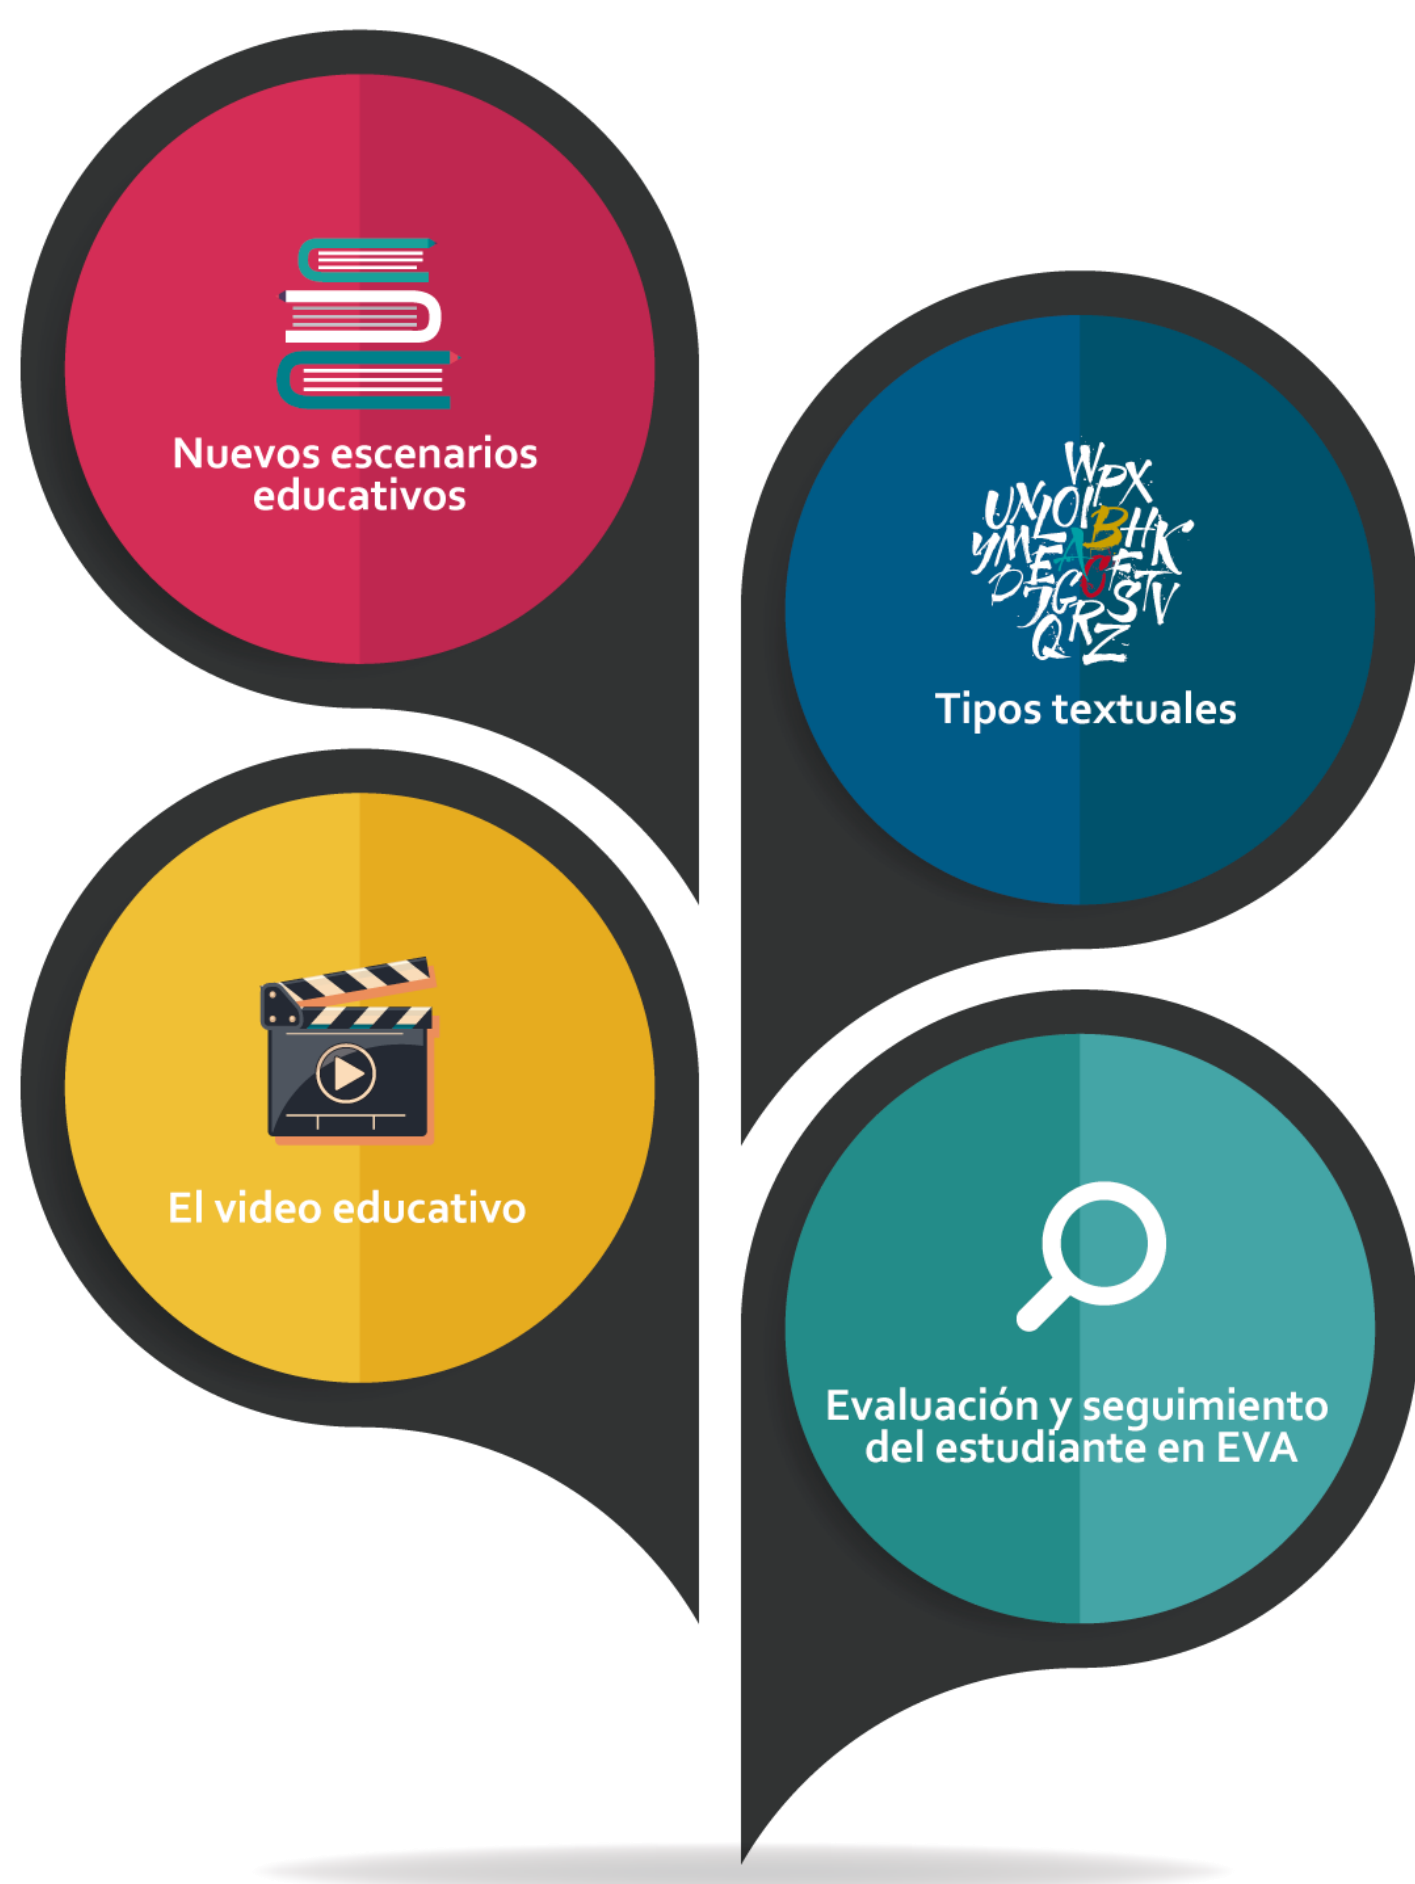 Nuevos escenarios
educativos
W P X
U X L O I B H K
Y M E A C F
D J G R S T V
Q Z
Tipos textuales
El video educativo
Evaluación y seguimiento
del estudiante en EVA